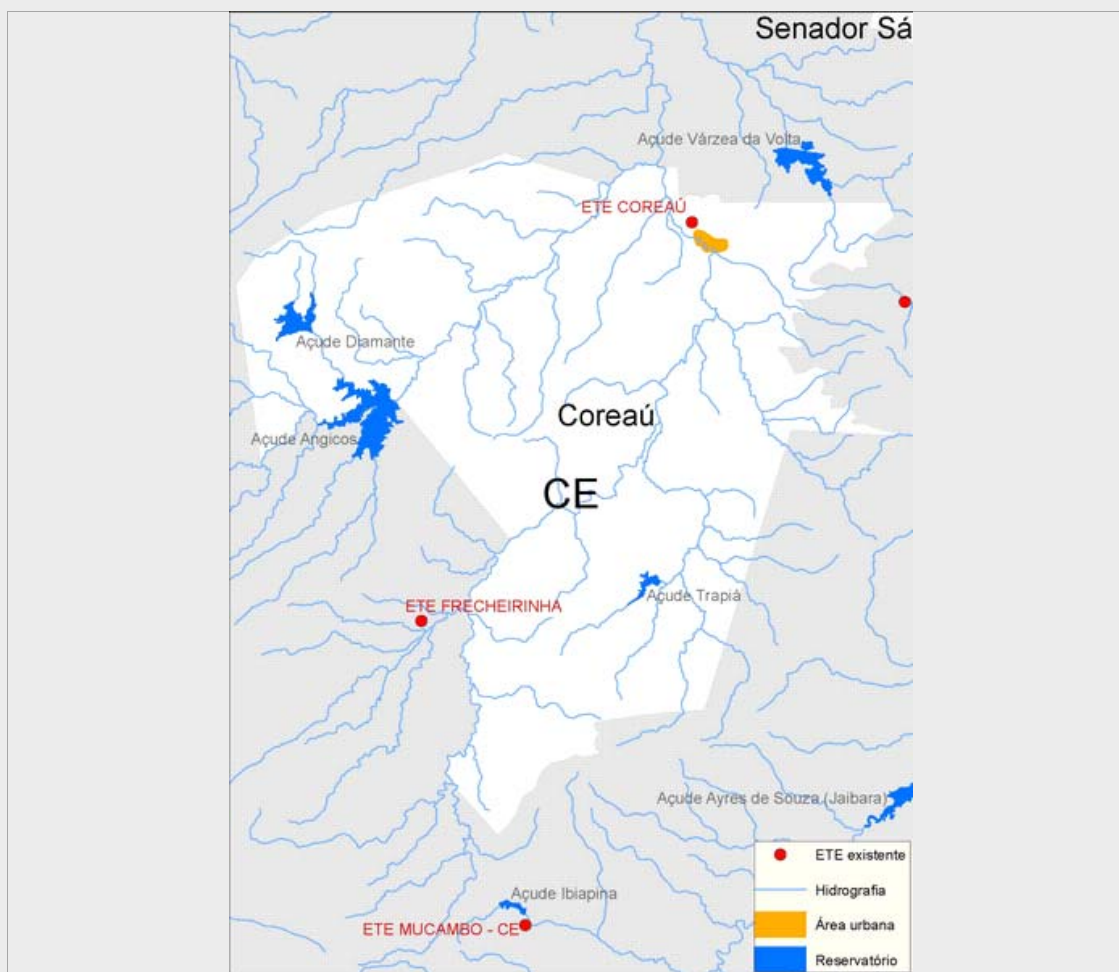 Senador Sá
Açude Várzea da Volta
ETE COREAÚ
Açude Diamante
Coreaú
Açude Angicos
CE
Açude Trapiá
ETE FRECHEIRINHA
Açude Ayres de Souza (Jaibara)
ETE existente
Hidrografia
Açude Ibiapina
Área urbana
ETE MUCAMBO - CE
Reservatório